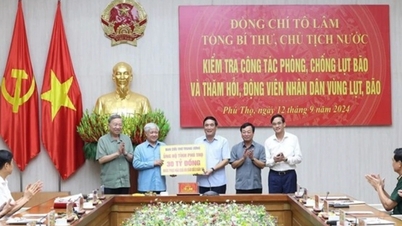 ĐỒNG CHÍ TÔ LÂM
TỔNG BÍ THƯ, CHỦ TỊCH NƯỚC
KIỂM TRA CÔNG TÁC PHÒNG, CHỐNG LỤT BÃO
VÀ THĂM HỎI, ĐỘNG VIÊN NHÂN DÂN VÙNG LỤT, BÃO
Phú Thọ, ngày 12 tháng 9 năm 2024
ỦNG HỘ TỈNH PHÚ THỌ
30 TỶ ĐỒNG